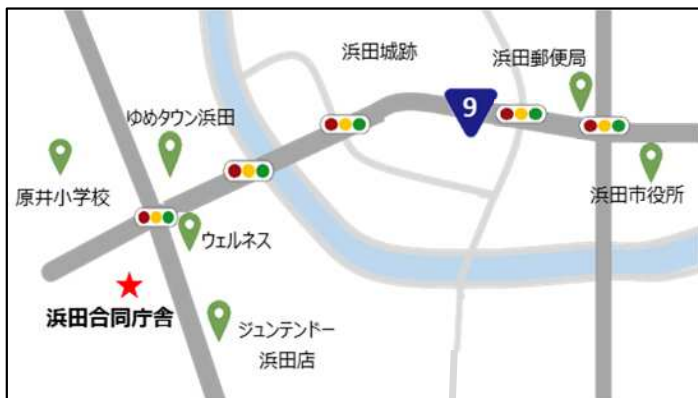 浜田城跡
浜田郵便局
9
ゆめタウン浜田
原井小学校
浜田市役所
ウェルネス
浜田合同庁舎
ジュンテンドー
浜田店